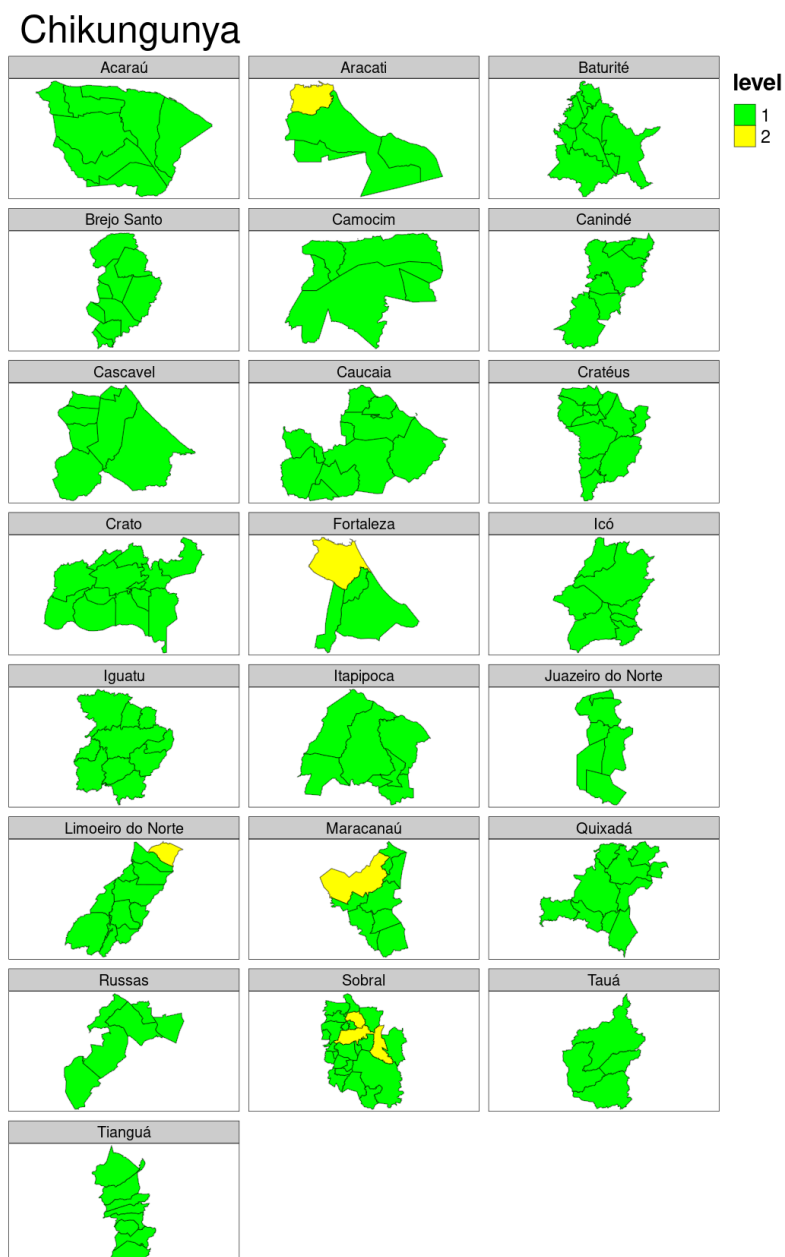 Chikungunya
Acaraú
Aracati
Baturité
level
1
2
Brejo Santo
Camocim
Canindé
Cascavel
Caucaia
Cratéus
Crato
Fortaleza
Icó
Iguatu
Itapipoca
Juazeiro do Norte
Limoeiro do Norte
Maracanaú
Quixadá
Russas
Sobral
Tauá
Tianguá